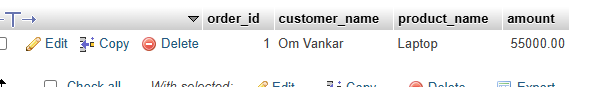 order_id customer_name product_name amount
Edit Copy Delete 1 Om Vankar Laptop 55000.00
Check all With selected: Edit Copy Delete Export